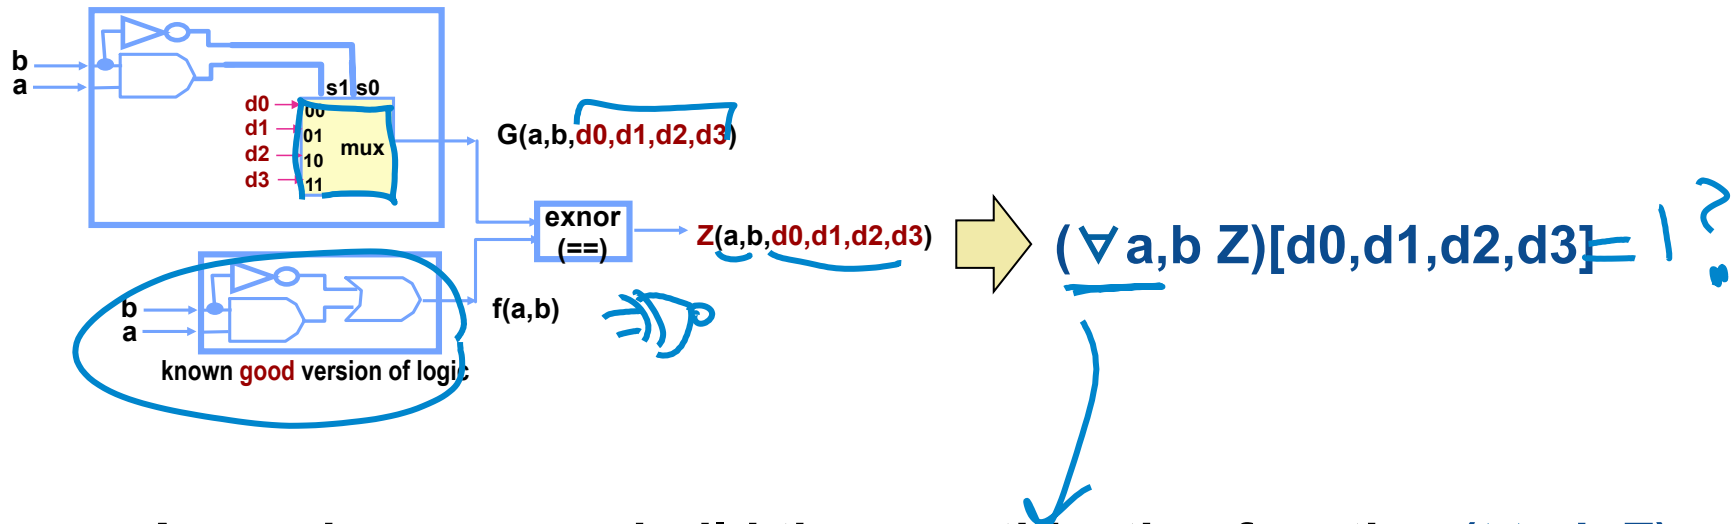 b
a
s1 s0
d0 00
d1 01
d2 10 mux
d3 11
G(a,b,d0,d1,d2,d3)
exnor
(==)
Z(a,b,d0,d1,d2,d3)
(∀a,b Z)[d0,d1,d2,d3] = 1 ?
b
a
f(a,b)
known good version of logic